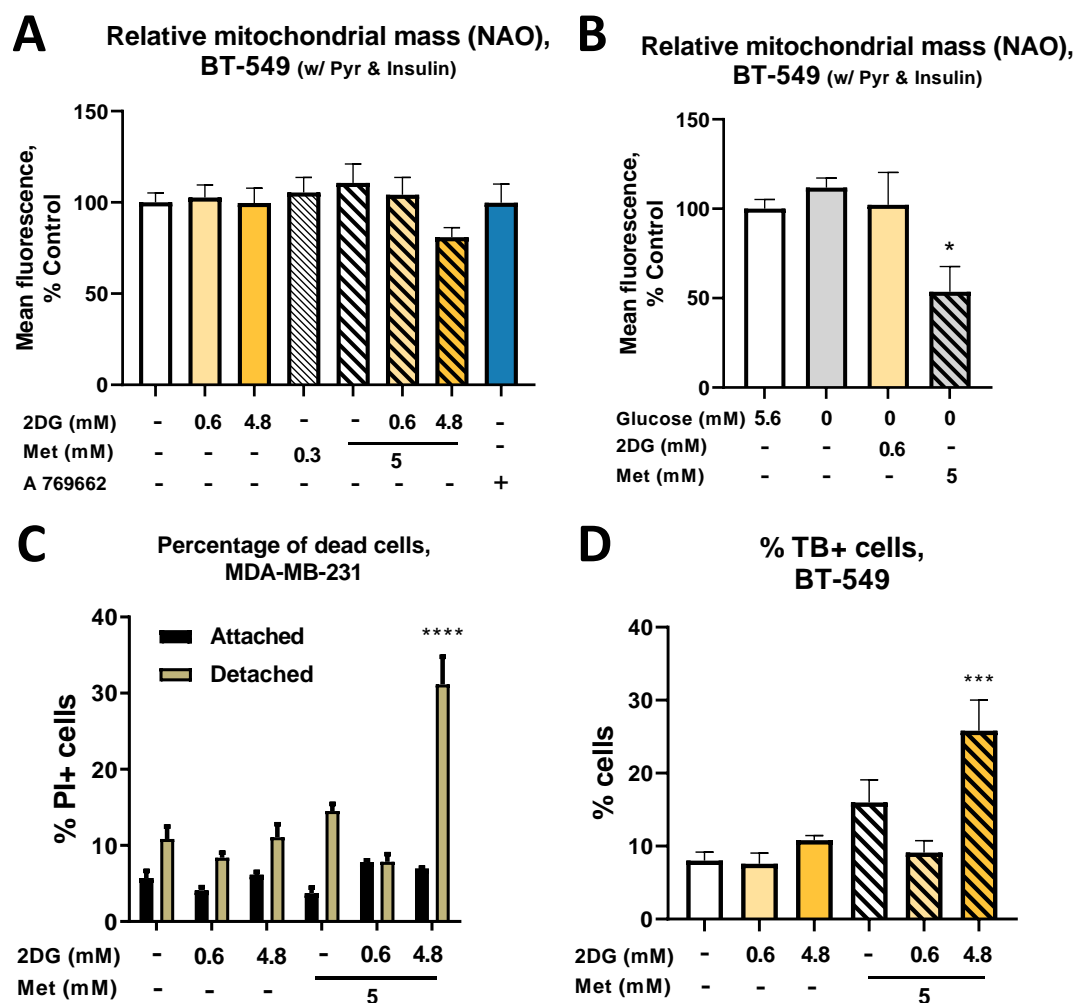 A
Relative mitochondrial mass (NAO),
BT-549 (w/ Pyr & Insulin)
Mean fluorescence,
% Control
150
100
50
0
2DG (mM) - 0.6 4.8 - - 0.6 4.8 -
Met (mM) - - - 0.3 5 -
A 769662 - - - - - - - +
B
Relative mitochondrial mass (NAO),
BT-549 (w/ Pyr & Insulin)
Mean fluorescence,
% Control
150
100
50
0
*
Glucose(mM) 5.6 0 0 0
2DG (mM) - - 0.6 -
Met (mM) - - - 5
C
Percentage of dead cells,
MDA-MB-231
% PI+ cells
40
30
20
10
0
Attached
Detached
****
2DG (mM) - 0.6 4.8 - 0.6 4.8
Met (mM) - - - 5
D
% TB+ cells,
BT-549
% cells
40
30
20
10
0
***
2DG (mM) - 0.6 4.8 - 0.6 4.8
Met (mM) - - - 5